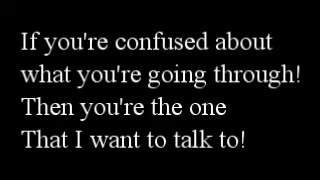 If you're confused about
what you're going through!
Then you're the one
That I want to talk to!